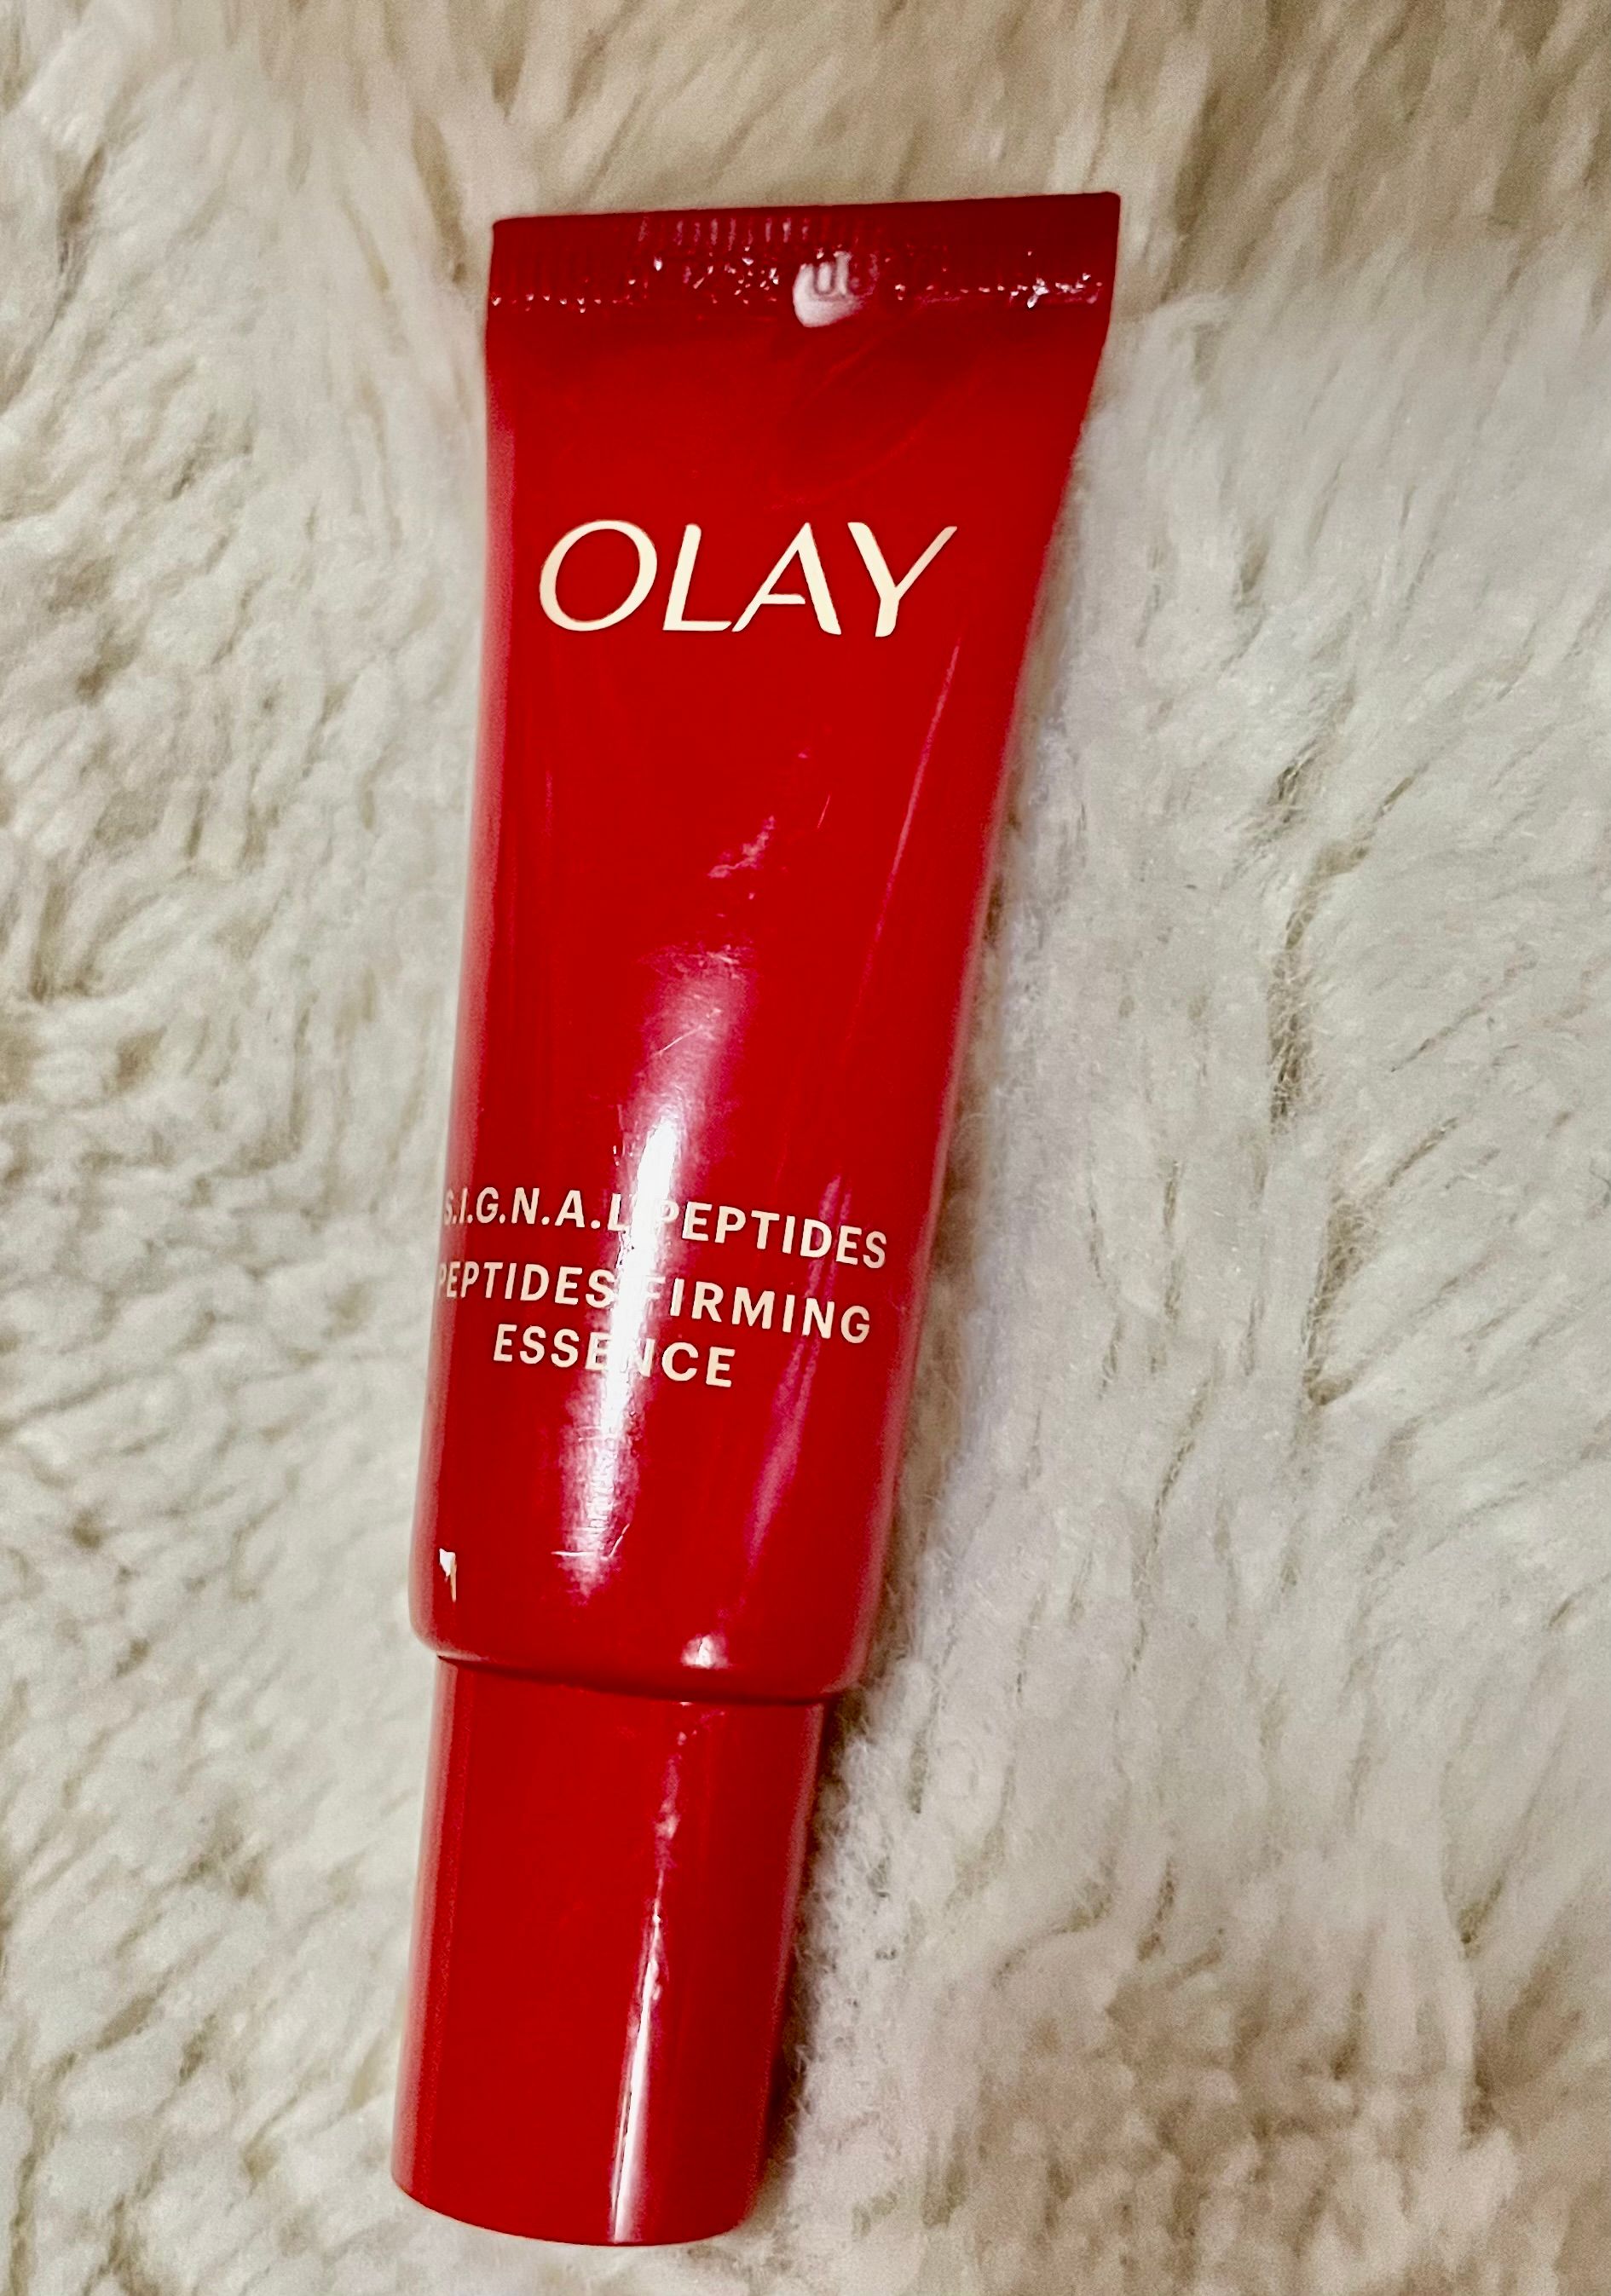 OLAY
S.I.G.N.A.L PEPTIDES
PEPTIDES FIRMING
ESSENCE